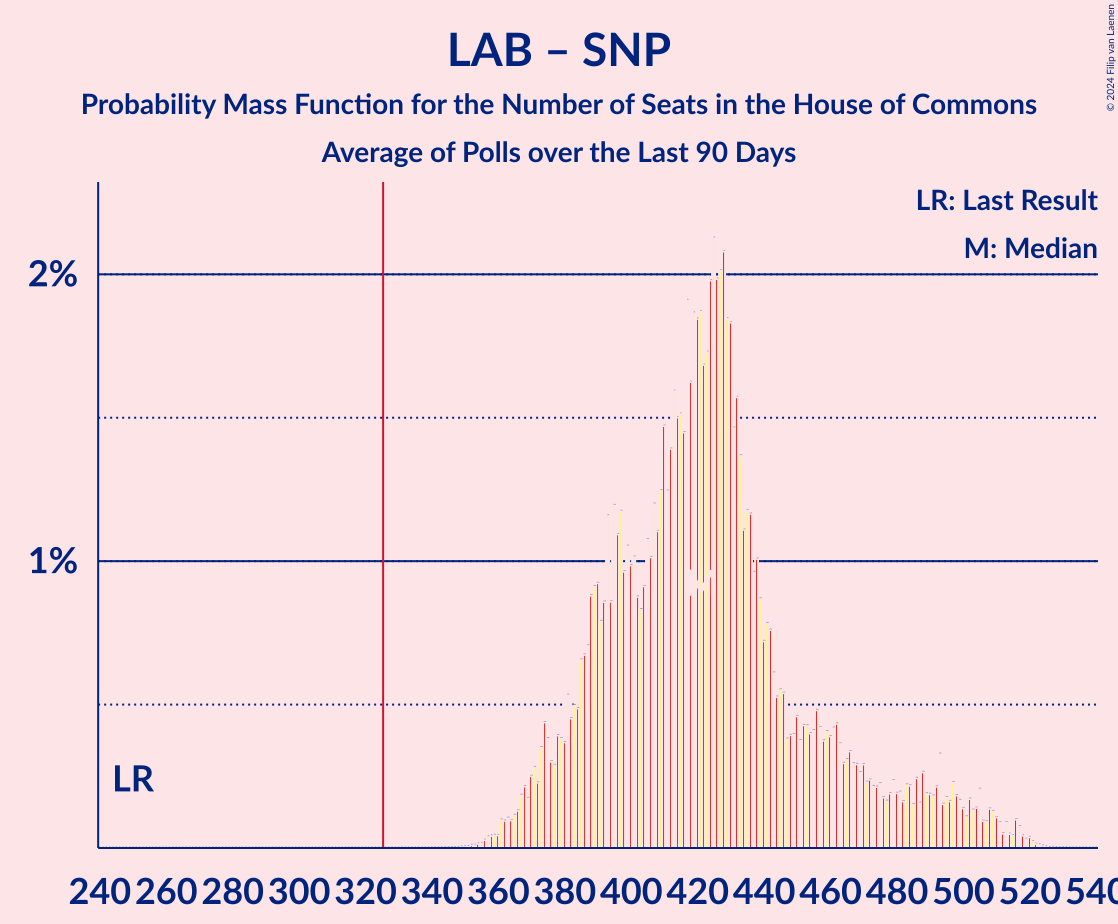 LAB – SNP
Probability Mass Function for the Number of Seats in the House of Commons
Average of Polls over the Last 90 Days
© 2024 Filip van Laenen
LR: Last Result
M: Median
2%
1%
LR
240 260 280 300 320 340 360 380 400 420 440 460 480 500 520 540